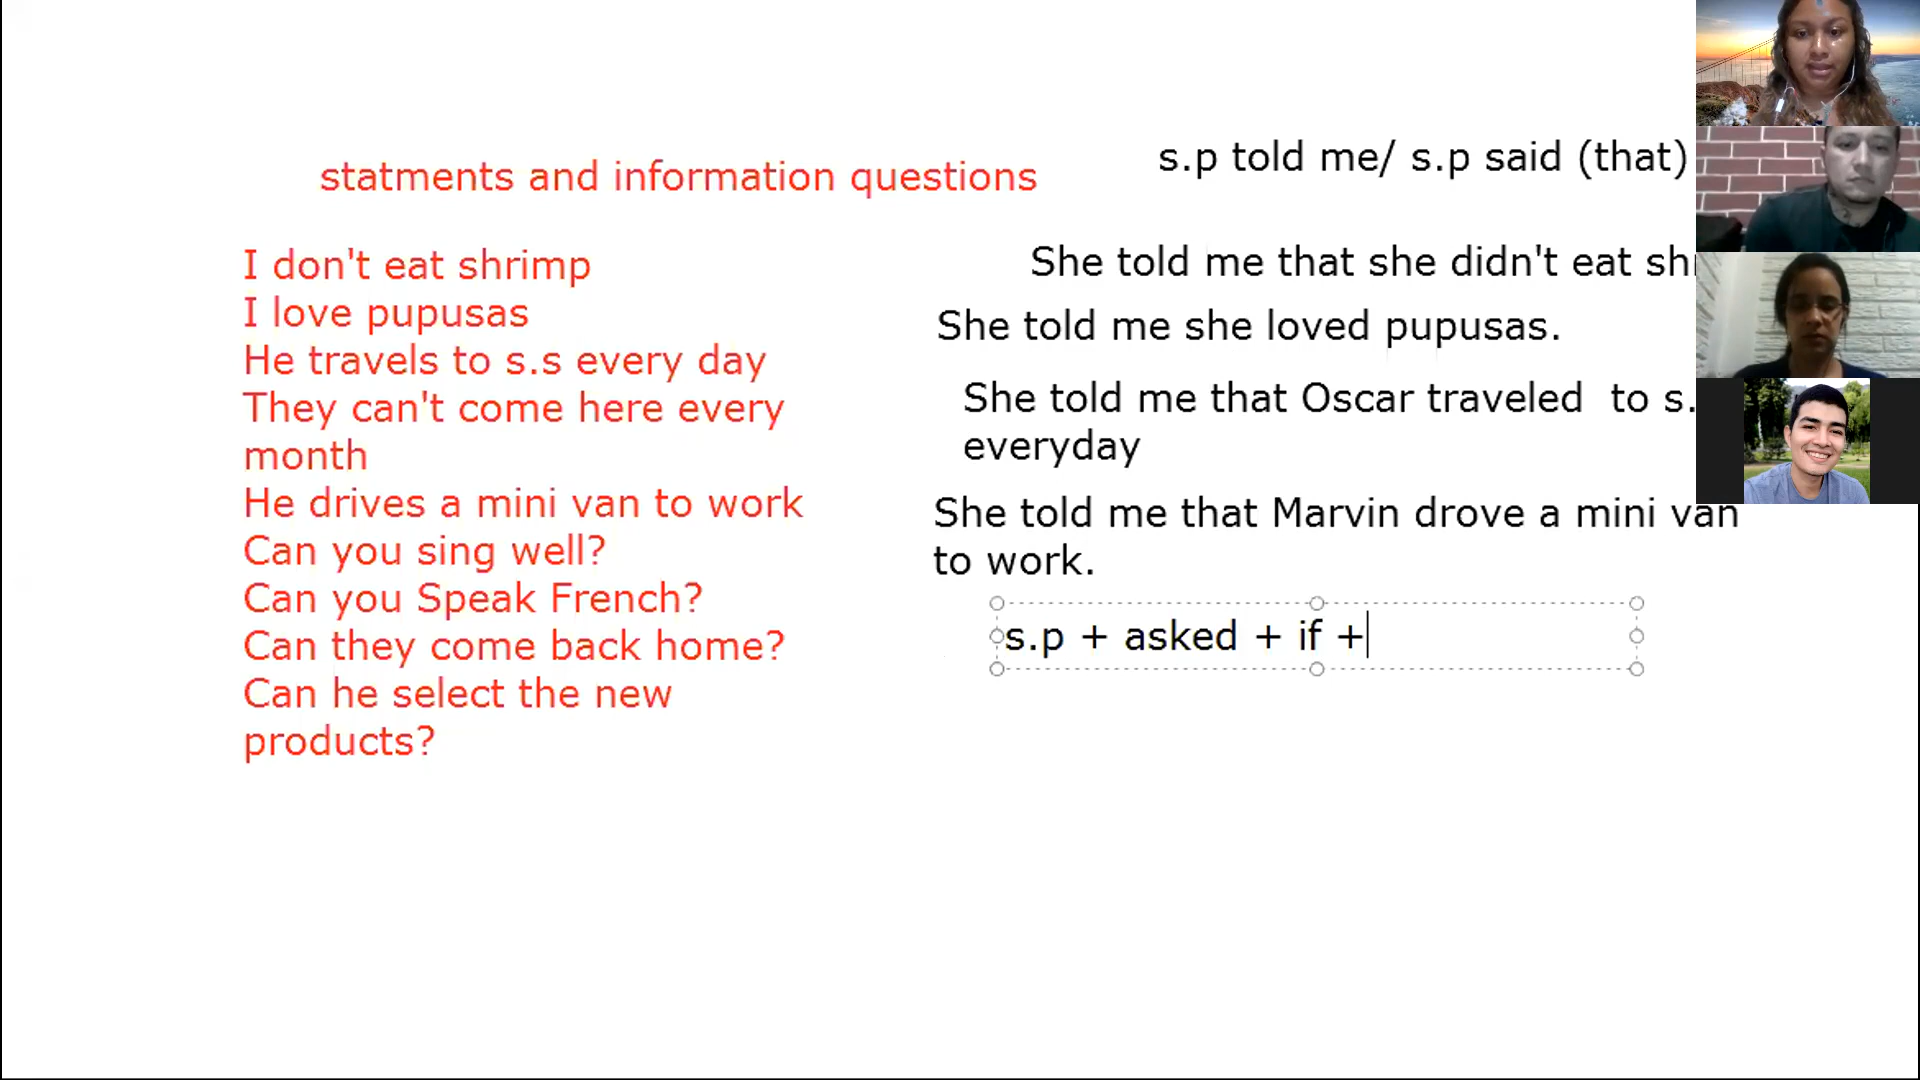 statments and information questions
I don't eat shrimp
I love pupusas
He travels to s.s every day
They can't come here every
month
He drives a mini van to work
Can you sing well?
Can you Speak French?
Can they come back home?
Can he select the new
products?
s.p told me/ s.p said (that)
She told me that she didn't eat
She told me she loved pupusas.
She told me that Oscar traveled to s.
everyday
She told me that Marvin drove a mini van
to work.
s.p + asked + if +